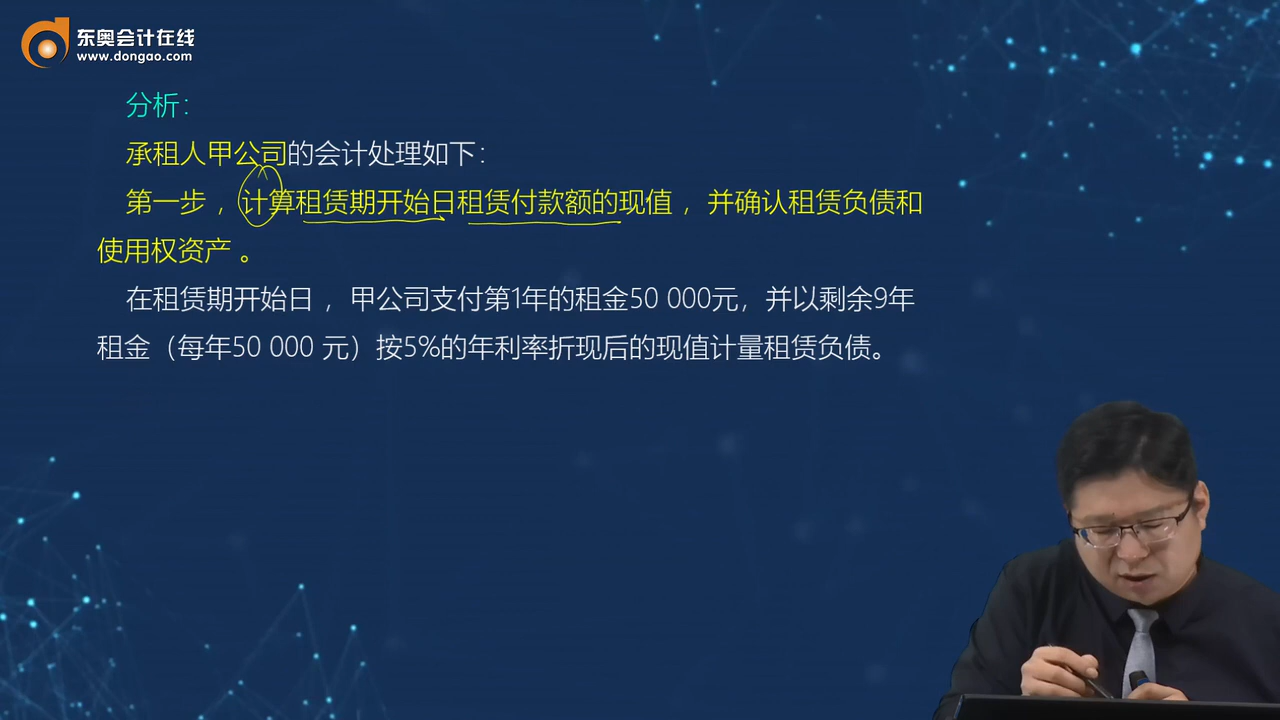 东奥会计在线
www.dongao.com
分析：
承租人甲公司的会计处理如下：
第一步，计算租赁期开始日租赁付款额的现值，并确认租赁负债和
使用权资产。
在租赁期开始日，甲公司支付第1年的租金50 000元，并以剩余9年
租金（每年50 000 元）按5%的年利率折现后的现值计量租赁负债。